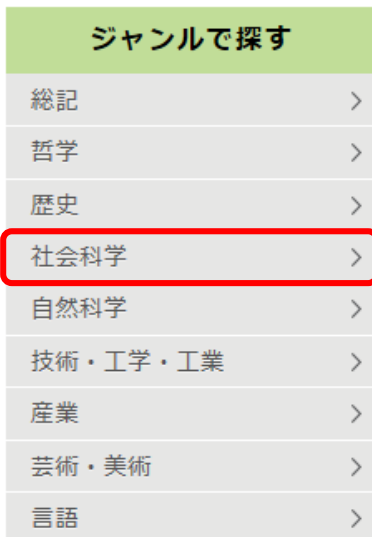 ジャンルで探す
総記
哲学
歴史
社会科学
自然科学
技術・工学・工業
産業
芸術・美術
言語